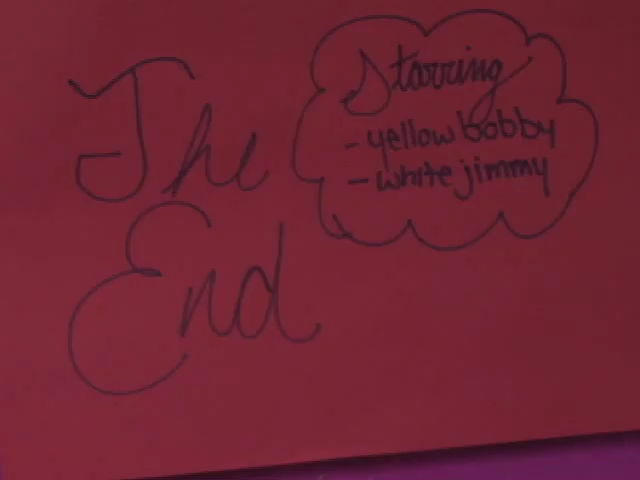 The
End
Starring
- yellow bobby
- white jimmy